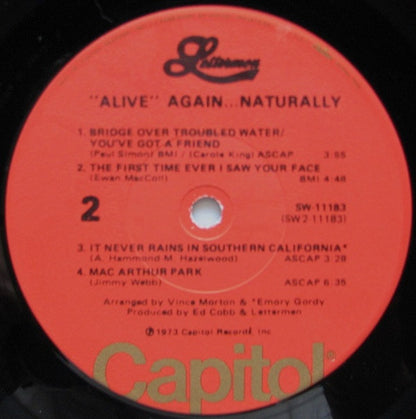 Lettermen
"ALIVE" AGAIN...NATURALLY
1. BRIDGE OVER TROUBLED WATER/
YOU'VE GOT A FRIEND
(Paul Simon) BMI / (Carole King) ASCAP 3:55
2. THE FIRST TIME EVER I SAW YOUR FACE
(Ewan MacColl) BMI 4:48
2
SW-11183
(SW2-11183)
3. IT NEVER RAINS IN SOUTHERN CALIFORNIA*
(A. Hammond-M. Hazelwood) ASCAP 3:28
4. MAC ARTHUR PARK
(Jimmy Webb) ASCAP 6:35
Arranged by Vince Morton & *Emory Gordy
Produced by Ed Cobb & Letterman
℗1973 Capitol Records, Inc.
Capitol®